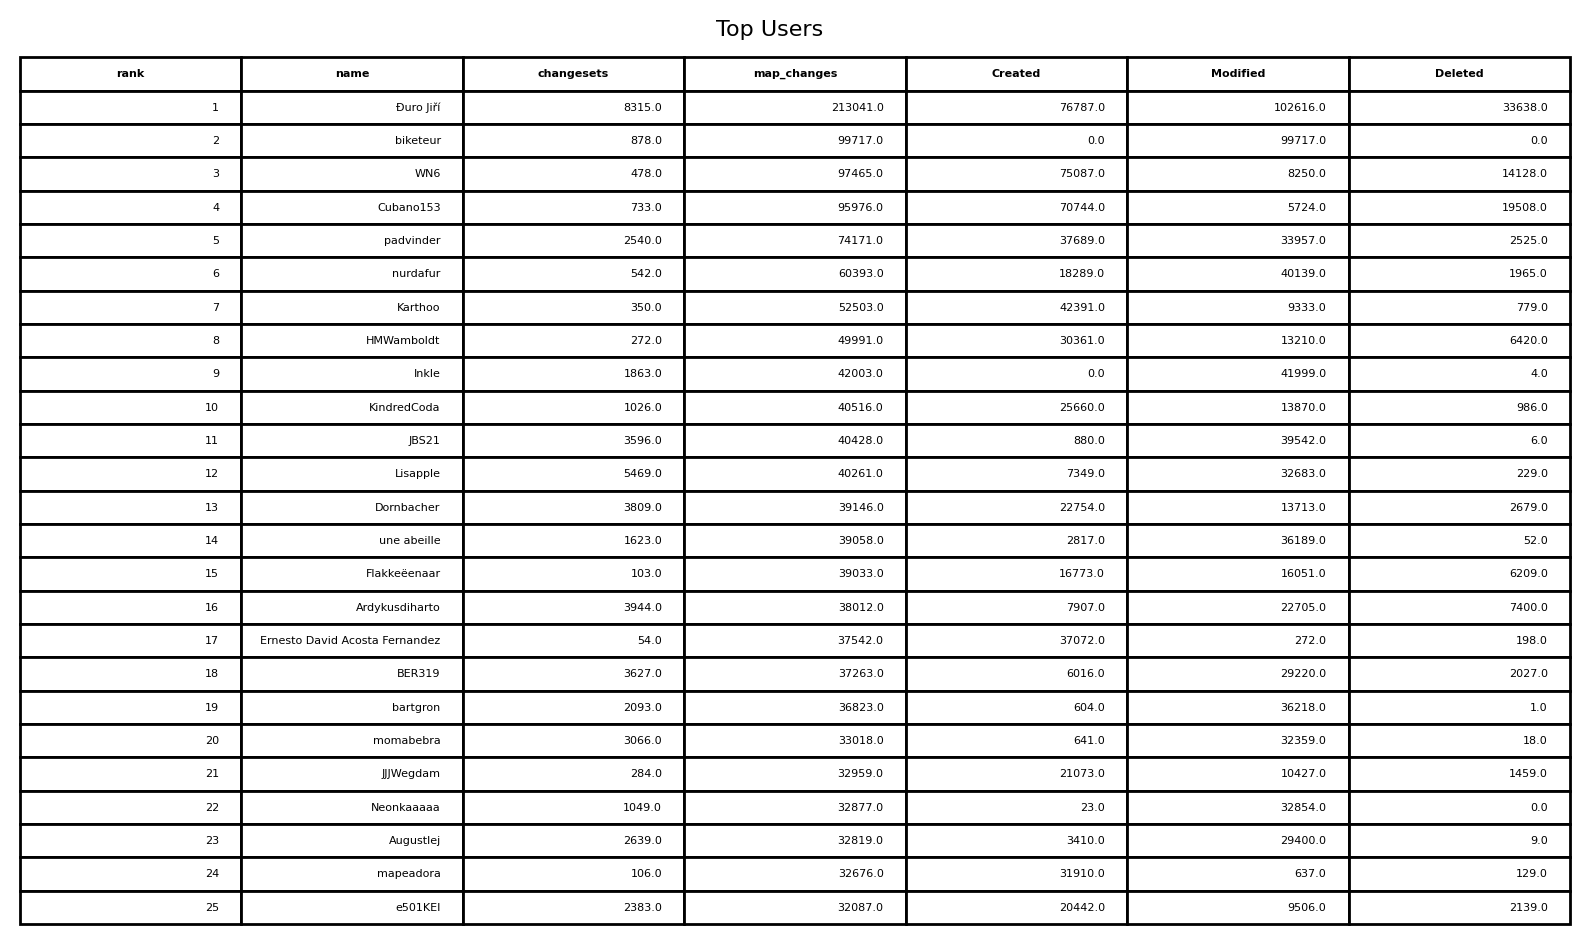 Top Users
rank name changesets map_changes Created Modified Deleted
1 Đuro Jiří 8315.0 213041.0 76787.0 102616.0 33638.0
2 biketeur 878.0 99717.0 0.0 99717.0 0.0
3 WN6 478.0 97465.0 75087.0 8250.0 14128.0
4 Cubano153 733.0 95976.0 70744.0 5724.0 19508.0
5 padvinder 2540.0 74171.0 37689.0 33957.0 2525.0
6 nurdafur 542.0 60393.0 18289.0 40139.0 1965.0
7 Karthoo 350.0 52503.0 42391.0 9333.0 779.0
8 HMWamboldt 272.0 49991.0 30361.0 13210.0 6420.0
9 Inkle 1863.0 42003.0 0.0 41999.0 4.0
10 KindredCoda 1026.0 40516.0 25660.0 13870.0 986.0
11 JBS21 3596.0 40428.0 880.0 39542.0 6.0
12 Lisapple 5469.0 40261.0 7349.0 32683.0 229.0
13 Dornbacher 3809.0 39146.0 22754.0 13713.0 2679.0
14 une abeille 1623.0 39058.0 2817.0 36189.0 52.0
15 Flakkeëenaar 103.0 39033.0 16773.0 16051.0 6209.0
16 Ardykusdiharto 3944.0 38012.0 7907.0 22705.0 7400.0
17 Ernesto David Acosta Fernandez 54.0 37542.0 37072.0 272.0 198.0
18 BER319 3627.0 37263.0 6016.0 29220.0 2027.0
19 bartgron 2093.0 36823.0 604.0 36218.0 1.0
20 momabebra 3066.0 33018.0 641.0 32359.0 18.0
21 JJJWegdam 284.0 32959.0 21073.0 10427.0 1459.0
22 Neonkaaaaa 1049.0 32877.0 23.0 32854.0 0.0
23 Augustlej 2639.0 32819.0 3410.0 29400.0 9.0
24 mapeadora 106.0 32676.0 31910.0 637.0 129.0
25 e501KEI 2383.0 32087.0 20442.0 9506.0 2139.0